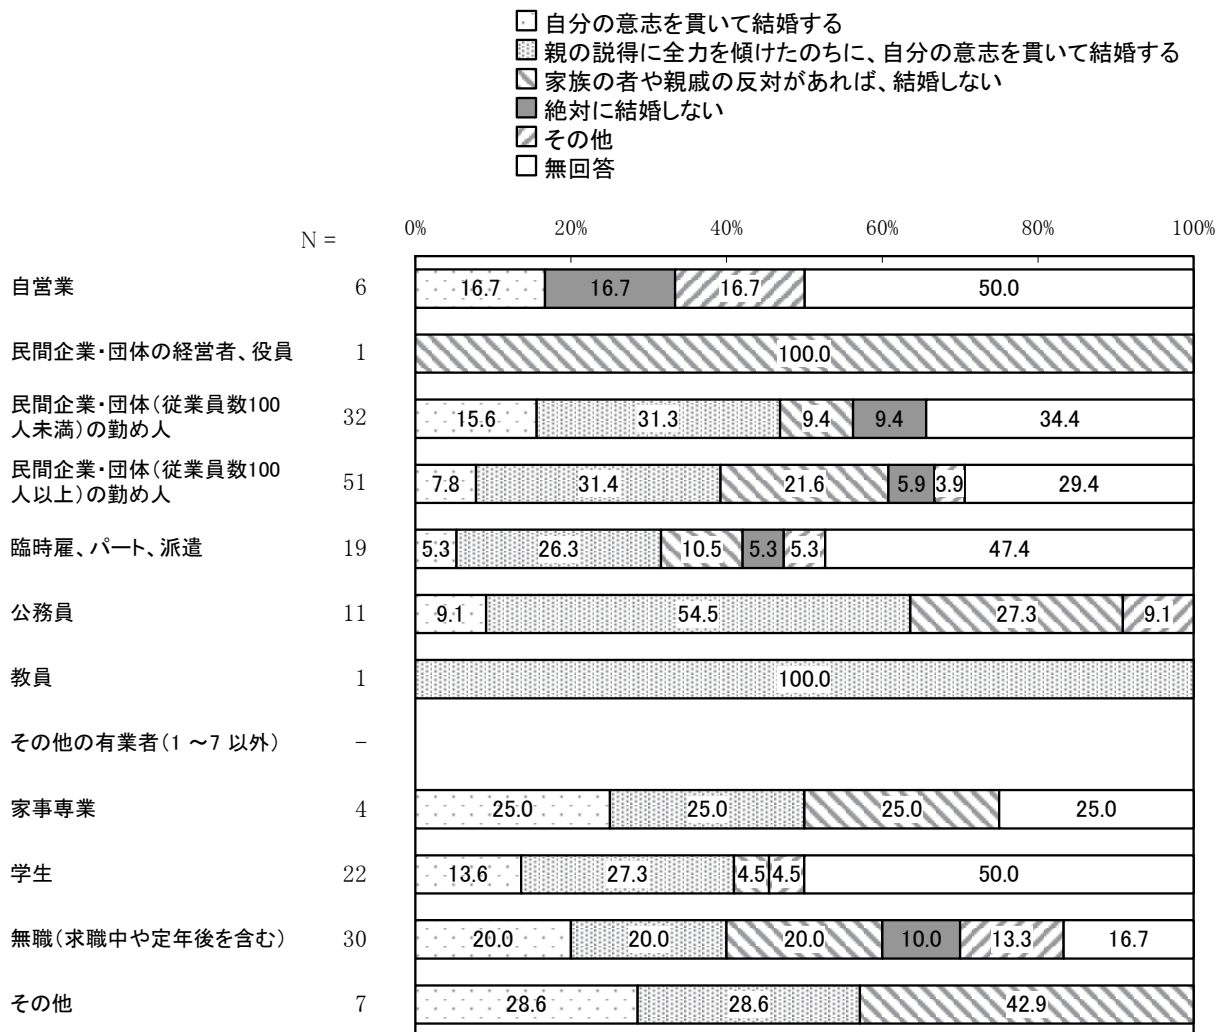 自分の意志を貫いて結婚する
親の説得に全力を傾けたのちに、自分の意志を貫いて結婚する
家族の者や親戚の反対があれば、結婚しない
絶対に結婚しない
その他
無回答
N = 0% 20% 40% 60% 80% 100%
自営業 6 16.7 16.7 16.7 50.0
民間企業・団体の経営者、役員 1 100.0
民間企業・団体(従業員数100
人未満)の勤め人 32 15.6 31.3 9.4 9.4 34.4
民間企業・団体(従業員数100
人以上)の勤め人 51 7.8 31.4 21.6 5.9 3.9 29.4
臨時雇、パート、派遣 19 5.3 26.3 10.5 5.3 5.3 47.4
公務員 11 9.1 54.5 27.3 9.1
教員 1 100.0
その他の有業者(1 ~7 以外) -
家事専業 4 25.0 25.0 25.0 25.0
学生 22 13.6 27.3 4.5 4.5 50.0
無職(求職中や定年後を含む) 30 20.0 20.0 20.0 10.0 13.3 16.7
その他 7 28.6 28.6 42.9